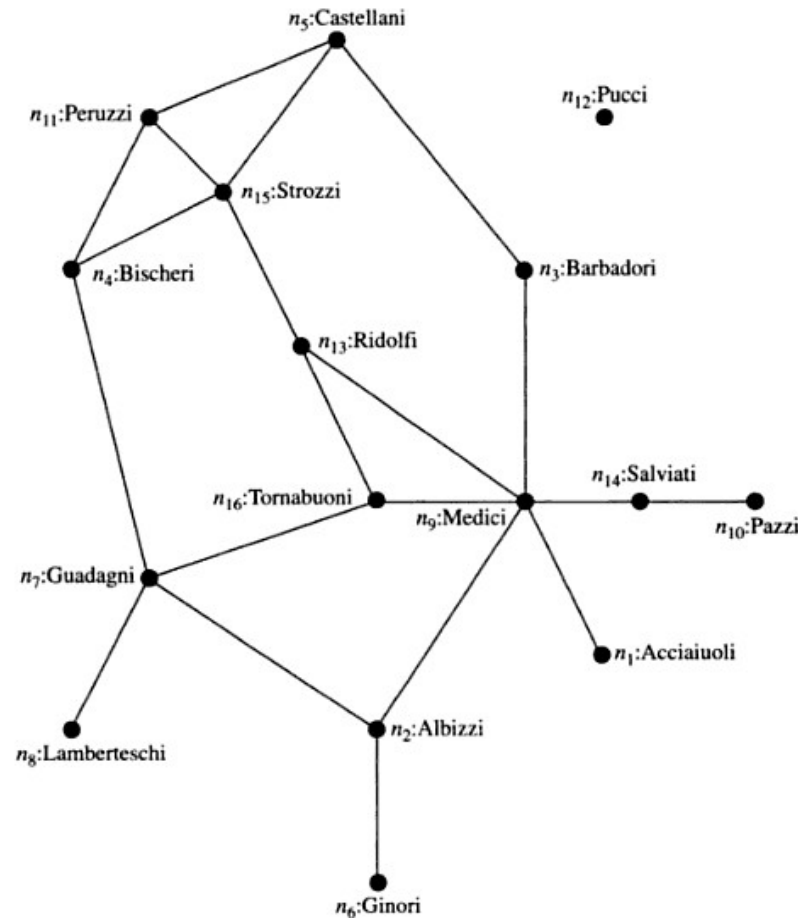 n₅:Castellani
n₁₂:Pucci
n₁₁:Peruzzi
n₁₅:Strozzi
n₄:Bischeri
n₃:Barbadori
n₁₃:Ridolfi
n₁₄:Salviati
n₁₆:Tornabuoni
n₉:Medici
n₁₀:Pazzi
n₇:Guadagni
n₁:Acciaiuoli
n₂:Albizzi
n₈:Lamberteschi
n₆:Ginori